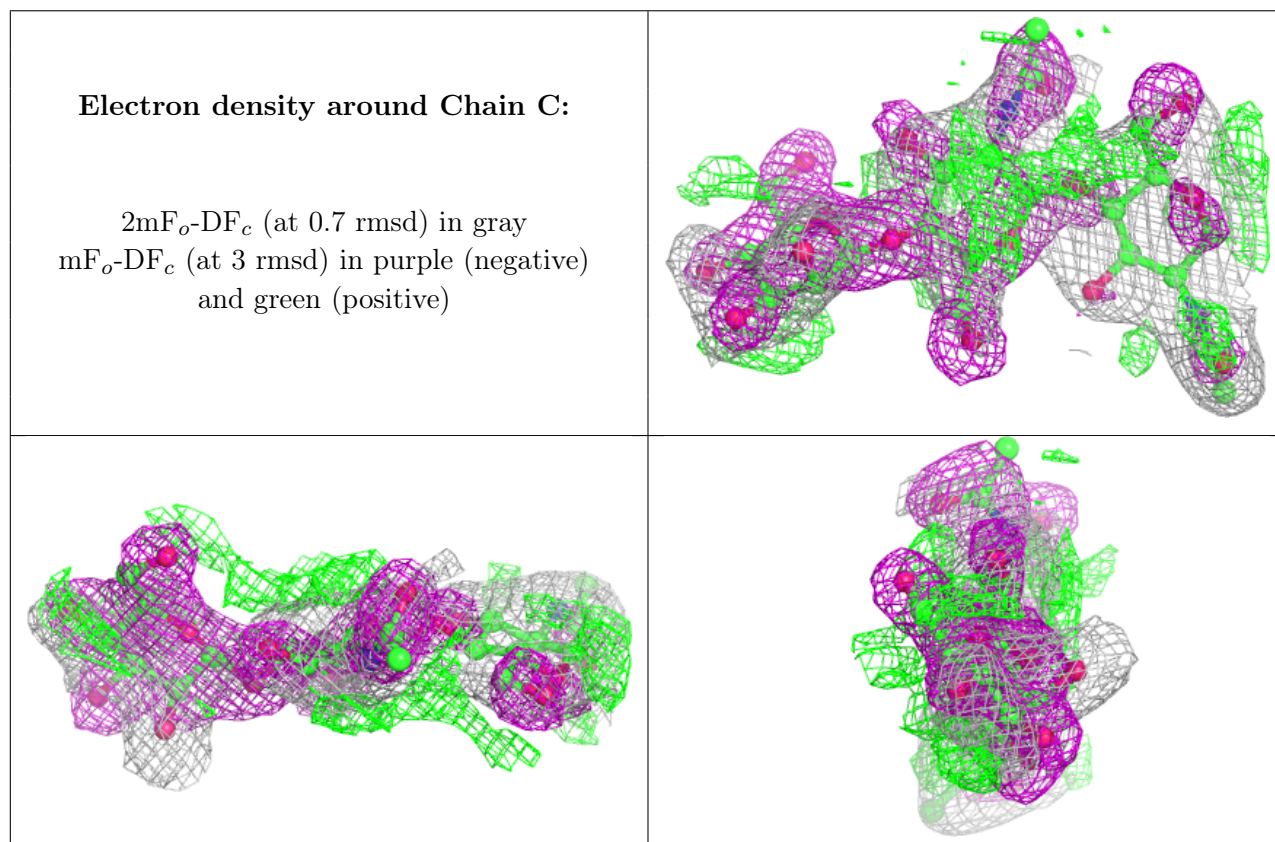 Electron density around Chain C:
2mFₒ-DF𝒸 (at 0.7 rmsd) in gray
mFₒ-DF𝒸 (at 3 rmsd) in purple (negative)
and green (positive)